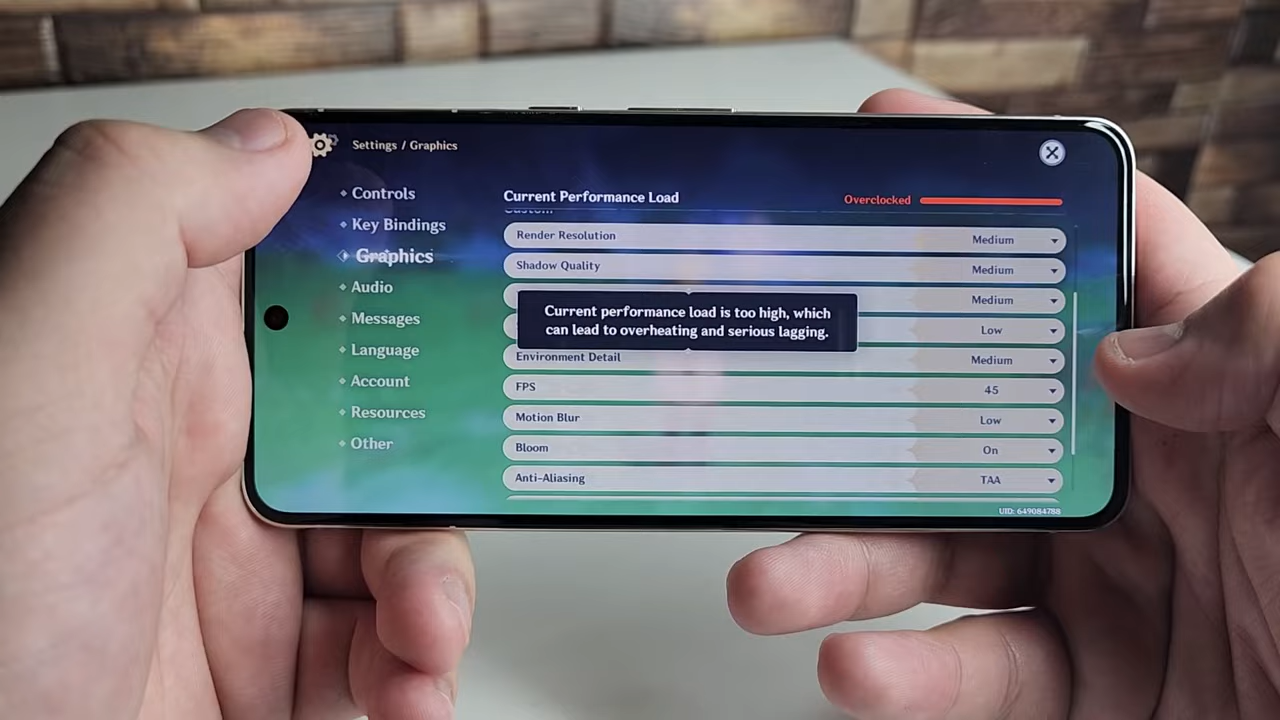 Settings / Graphics
Controls
Key Bindings
Graphics
Audio
Messages
Language
Account
Resources
Other
Current Performance Load
Overclocked
Custom
Render Resolution Medium
Shadow Quality Medium
Medium
Current performance load is too high, which
can lead to overheating and serious lagging.
Low
Environment Detail Medium
FPS 45
Motion Blur Low
Bloom On
Anti-Aliasing TAA
UID: 649084788